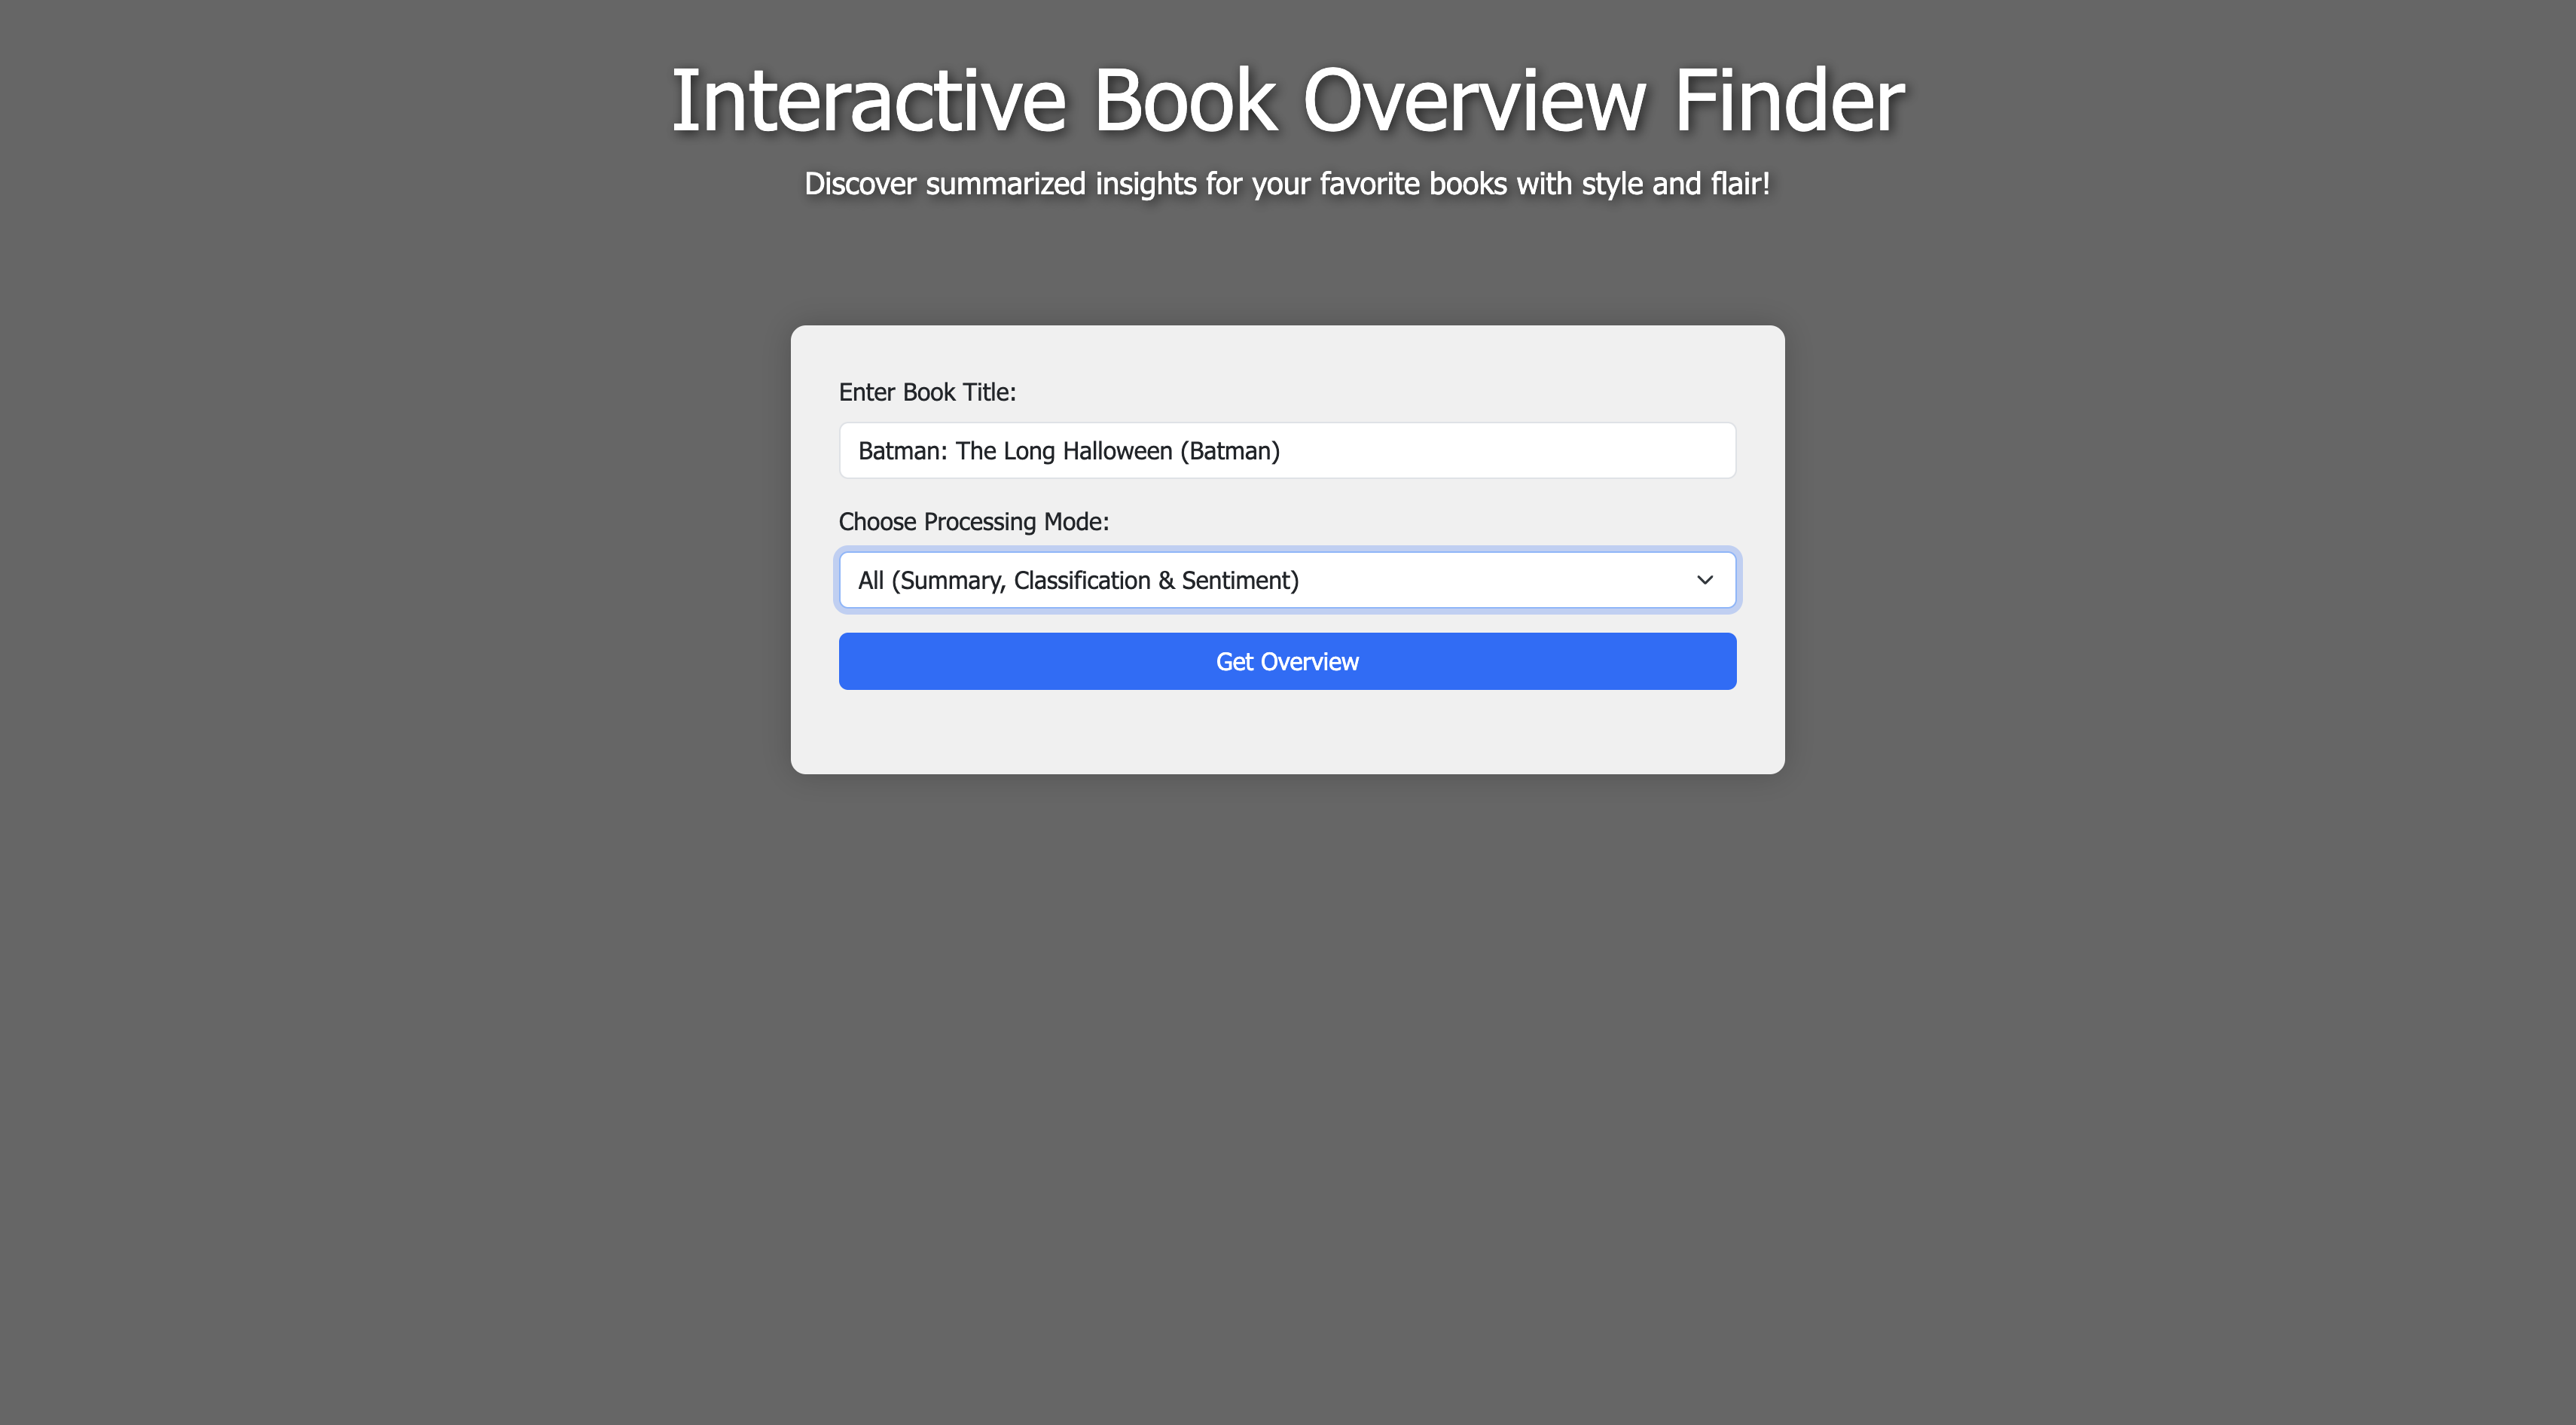 Interactive Book Overview Finder
Discover summarized insights for your favorite books with style and flair!
Enter Book Title:
Batman: The Long Halloween (Batman)
Choose Processing Mode:
All (Summary, Classification & Sentiment)
Get Overview